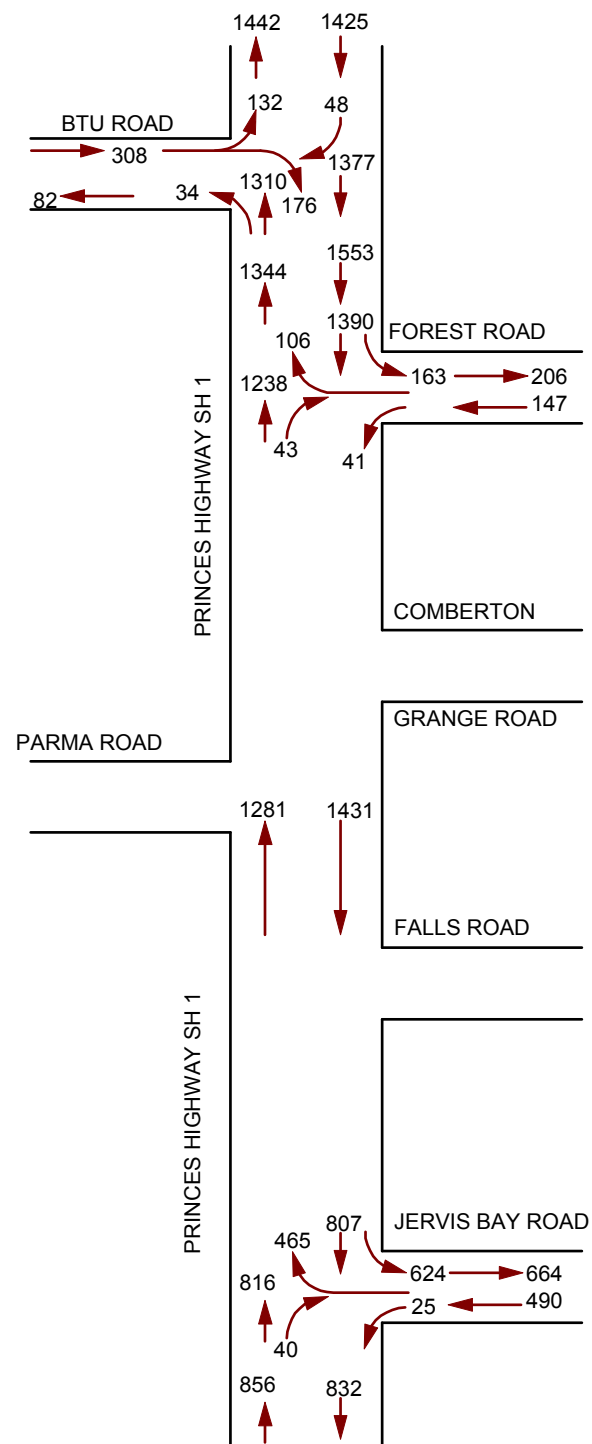 1442 1425
132 48
BTU ROAD
308 1377
1310
34 176
82
1553
1344
1390
FOREST ROAD
106
1238 163 206
147
43 41
PRINCES HIGHWAY SH 1
COMBERTON
GRANGE ROAD
PARMA ROAD
1281 1431
FALLS ROAD
PRINCES HIGHWAY SH 1
807 JERVIS BAY ROAD
465
816 624 664
25 490
40
856 832